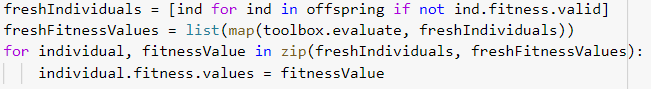 freshIndividuals = [ind for ind in offspring if not ind.fitness.valid]
freshFitnessValues = list(map(toolbox.evaluate, freshIndividuals))
for individual, fitnessValue in zip(freshIndividuals, freshFitnessValues):
    individual.fitness.values = fitnessValue